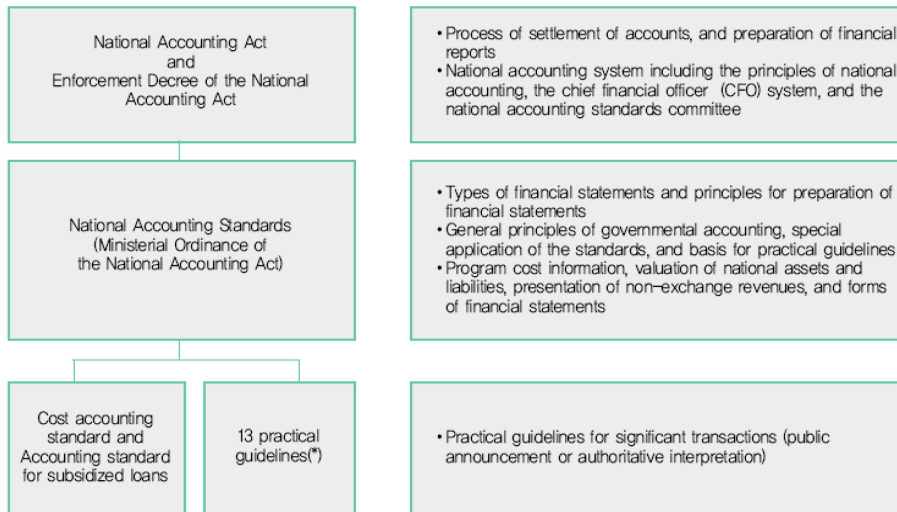 National Accounting Act
and
Enforcement Decree of the National
Accounting Act
• Process of settlement of accounts, and preparation of financial
reports
• National accounting system including the principles of national
accounting, the chief financial officer (CFO) system, and the
national accounting standards committee
National Accounting Standards
(Ministerial Ordinance of
the National Accounting Act)
• Types of financial statements and principles for preparation of
financial statements
• General principles of governmental accounting, special
application of the standards, and basis for practical guidelines
• Program cost information, valuation of national assets and
liabilities, presentation of non-exchange revenues, and forms
of financial statements
Cost accounting
standard and
Accounting standard
for subsidized loans
13 practical
guidelines(*)
• Practical guidelines for significant transactions (public
announcement or authoritative interpretation)